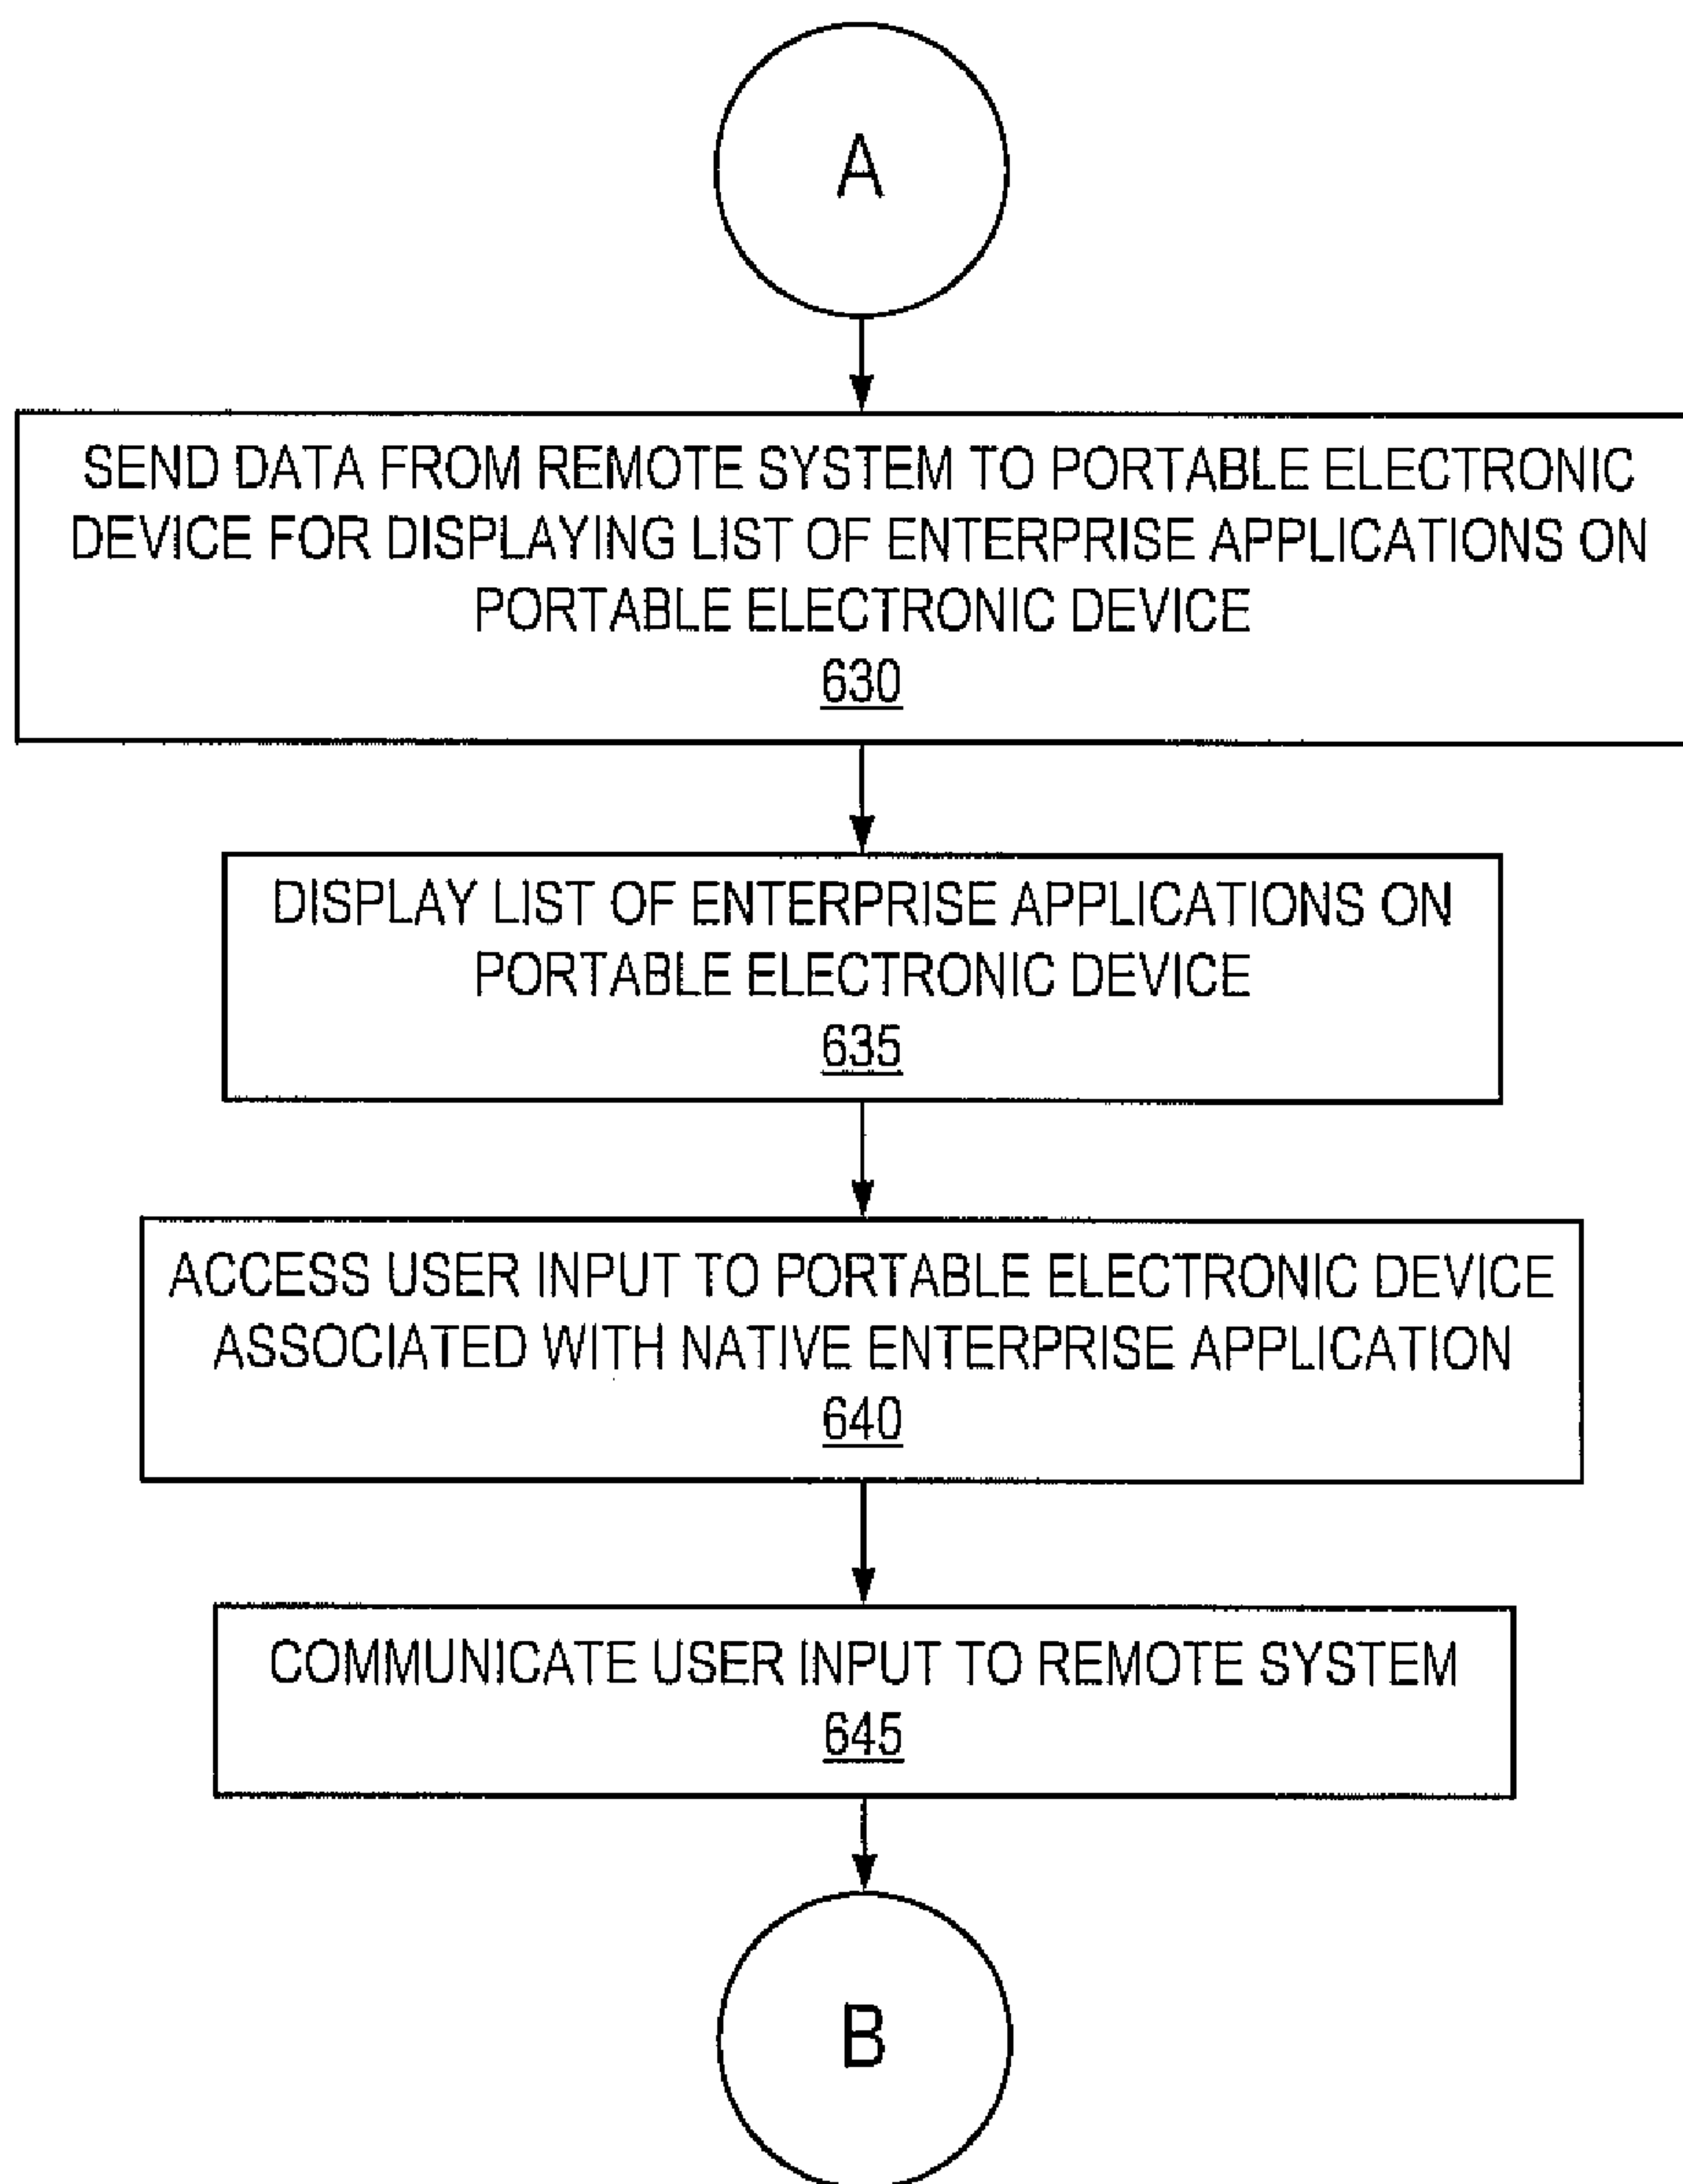 A
SEND DATA FROM REMOTE SYSTEM TO PORTABLE ELECTRONIC
DEVICE FOR DISPLAYING LIST OF ENTERPRISE APPLICATIONS ON
PORTABLE ELECTRONIC DEVICE
630
DISPLAY LIST OF ENTERPRISE APPLICATIONS ON
PORTABLE ELECTRONIC DEVICE
635
ACCESS USER INPUT TO PORTABLE ELECTRONIC DEVICE
ASSOCIATED WITH NATIVE ENTERPRISE APPLICATION
640
COMMUNICATE USER INPUT TO REMOTE SYSTEM
645
B